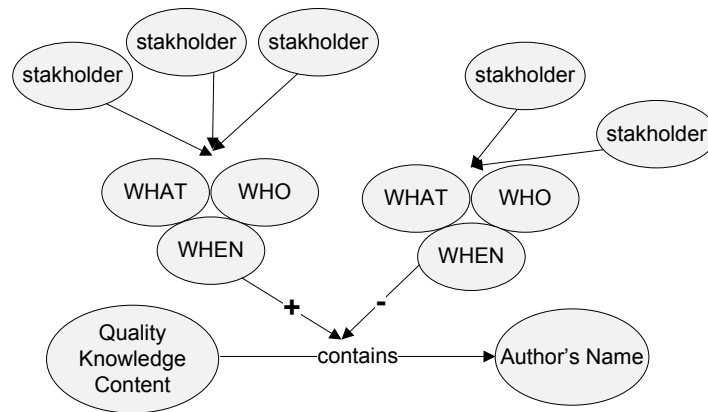 stakholder
stakholder
stakholder
stakholder
stakholder
WHAT
WHO
WHEN
WHAT
WHO
WHEN
+
-
Quality
Knowledge
Content
contains
Author's Name